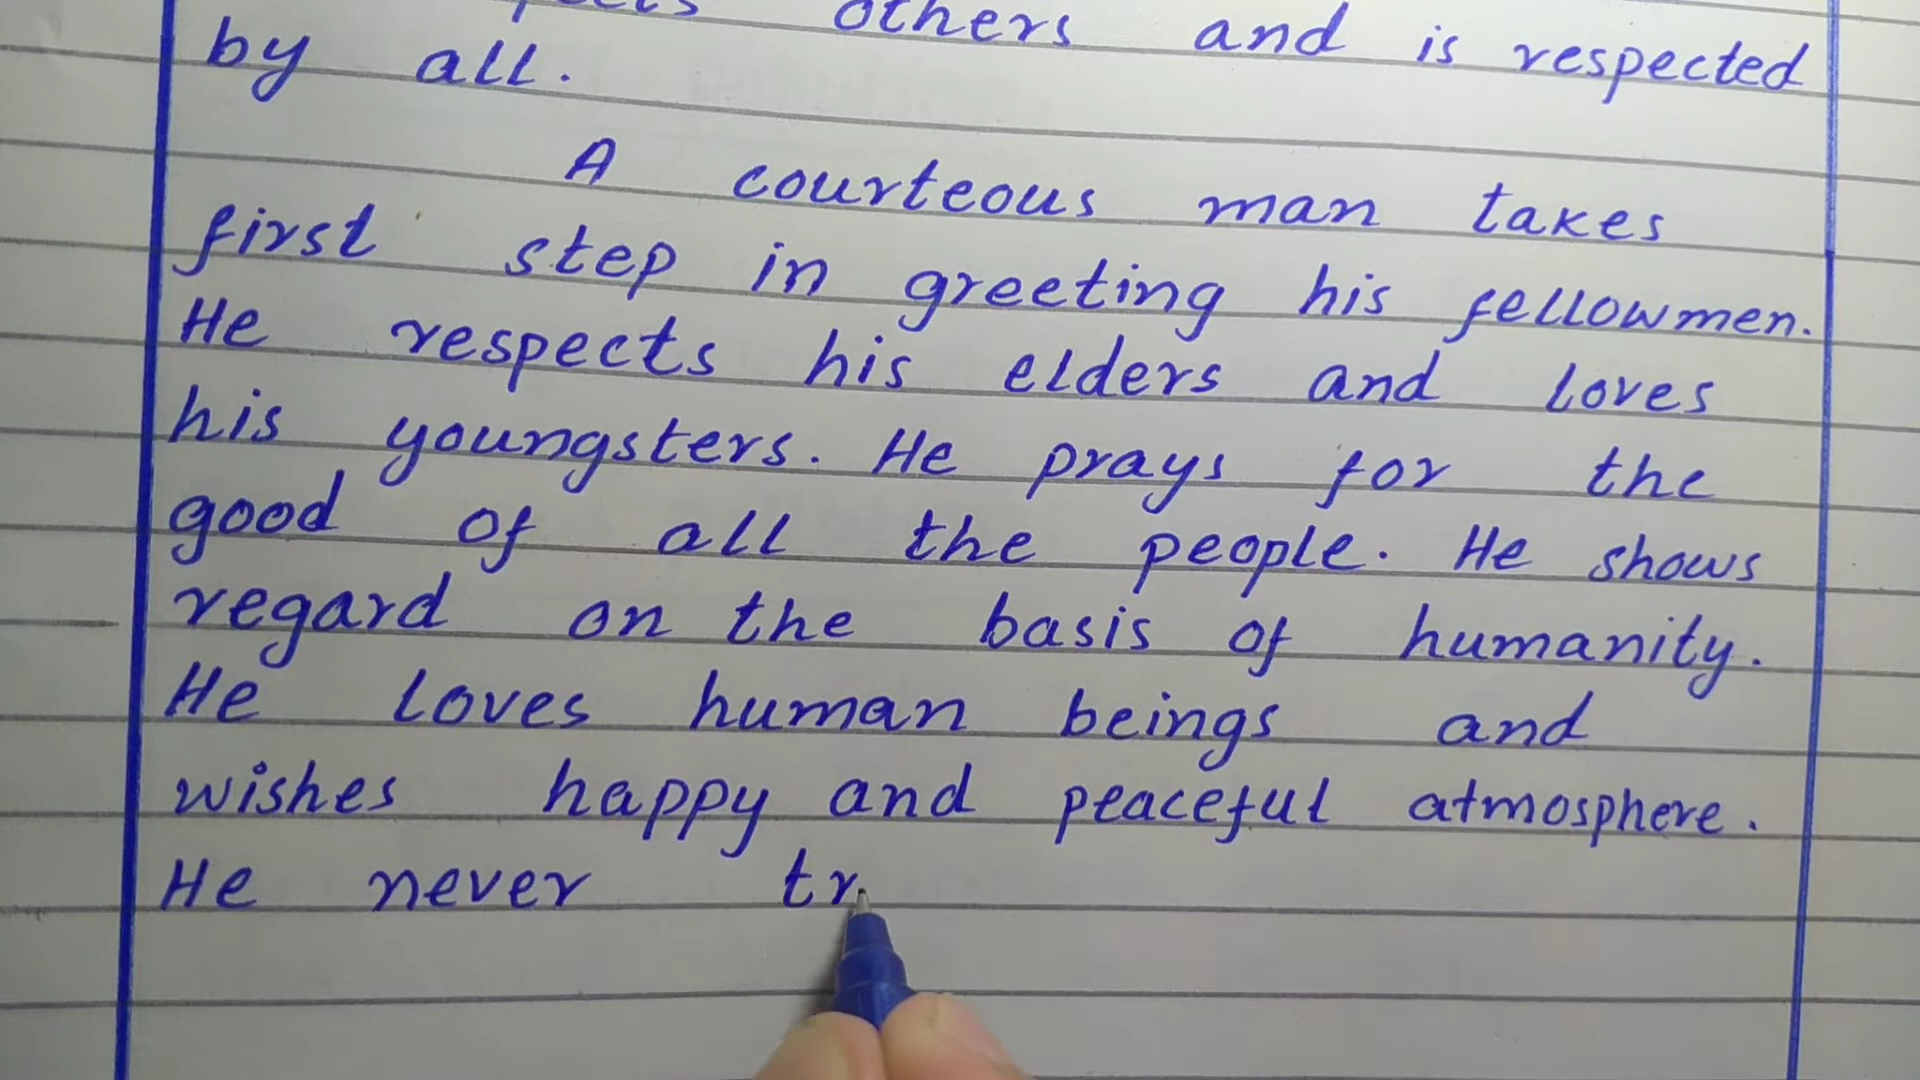 others and is respected
by all.
A courteous man takes
first step in greeting his fellowmen.
He respects his elders and loves
his youngsters. He prays for the
good of all the people. He shows
regard on the basis of humanity.
He loves human beings and
wishes happy and peaceful atmosphere.
He never tr